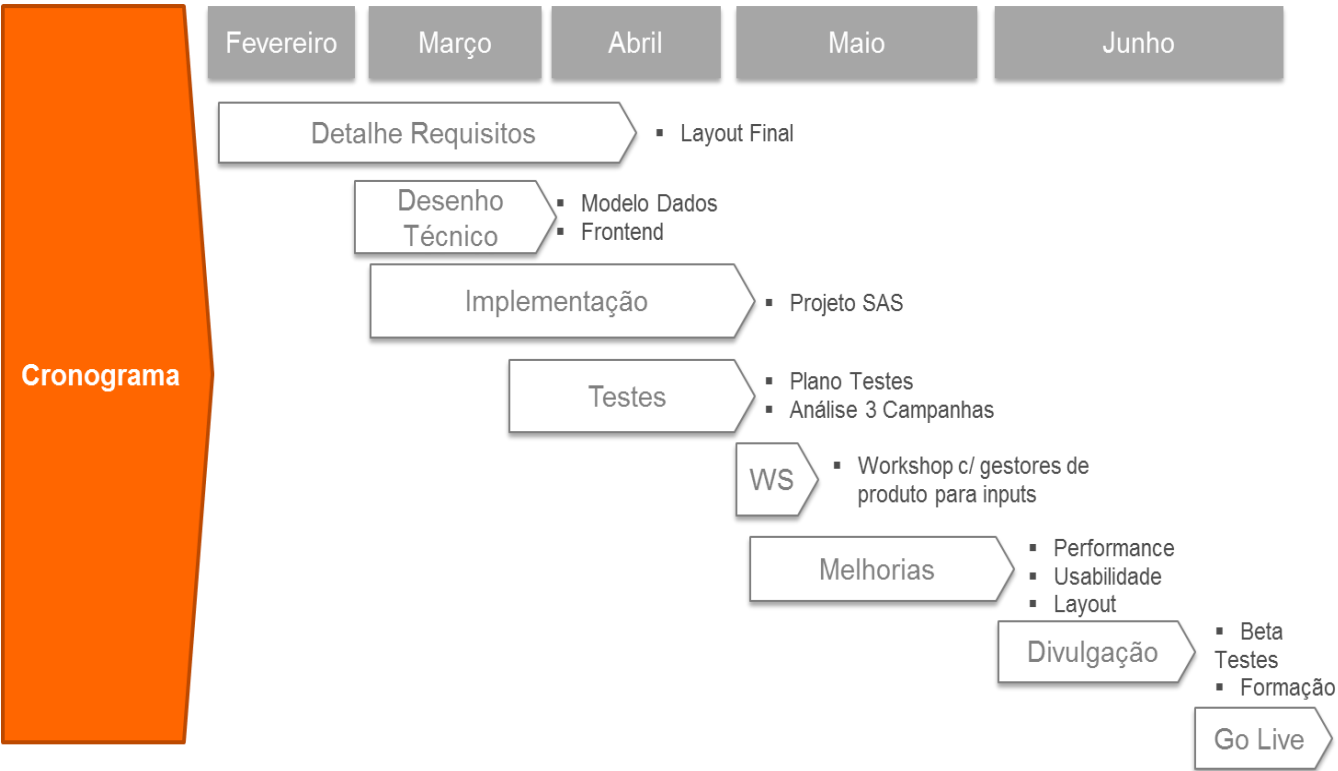 Fevereiro
Março
Abril
Maio
Junho
Cronograma
Detalhe Requisitos
▪ Layout Final
Desenho
Técnico
▪ Modelo Dados
▪ Frontend
Implementação
▪ Projeto SAS
Testes
▪ Plano Testes
▪ Análise 3 Campanhas
WS
▪ Workshop c/ gestores de
produto para inputs
Melhorias
▪ Performance
▪ Usabilidade
▪ Layout
Divulgação
▪ Beta
Testes
▪ Formação
Go Live